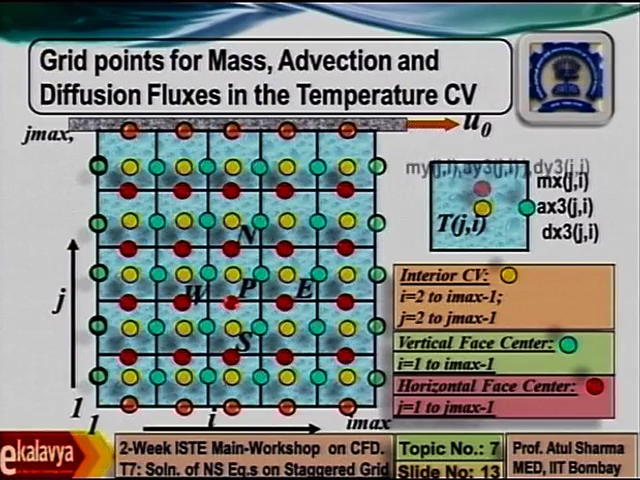 Grid points for Mass, Advection and
Diffusion Fluxes in the Temperature CV
jmax,
u0
my(j,i),ay3(j,i),dy3(j,i)
mx(j,i)
ax3(j,i)
dx3(j,i)
T(j,i)
N
W P E
S
j
Interior CV:
i=2 to imax-1;
j=2 to jmax-1
Vertical Face Center:
i=1 to imax-1
Horizontal Face Center:
j=1 to jmax-1
1
1
i
imax
ekalavya
2-Week ISTE Main-Workshop on CFD.
T7: Soln. of NS Eq.s on Staggered Grid
Topic No.: 7
Slide No.: 13
Prof. Atul Sharma
MED, IIT Bombay